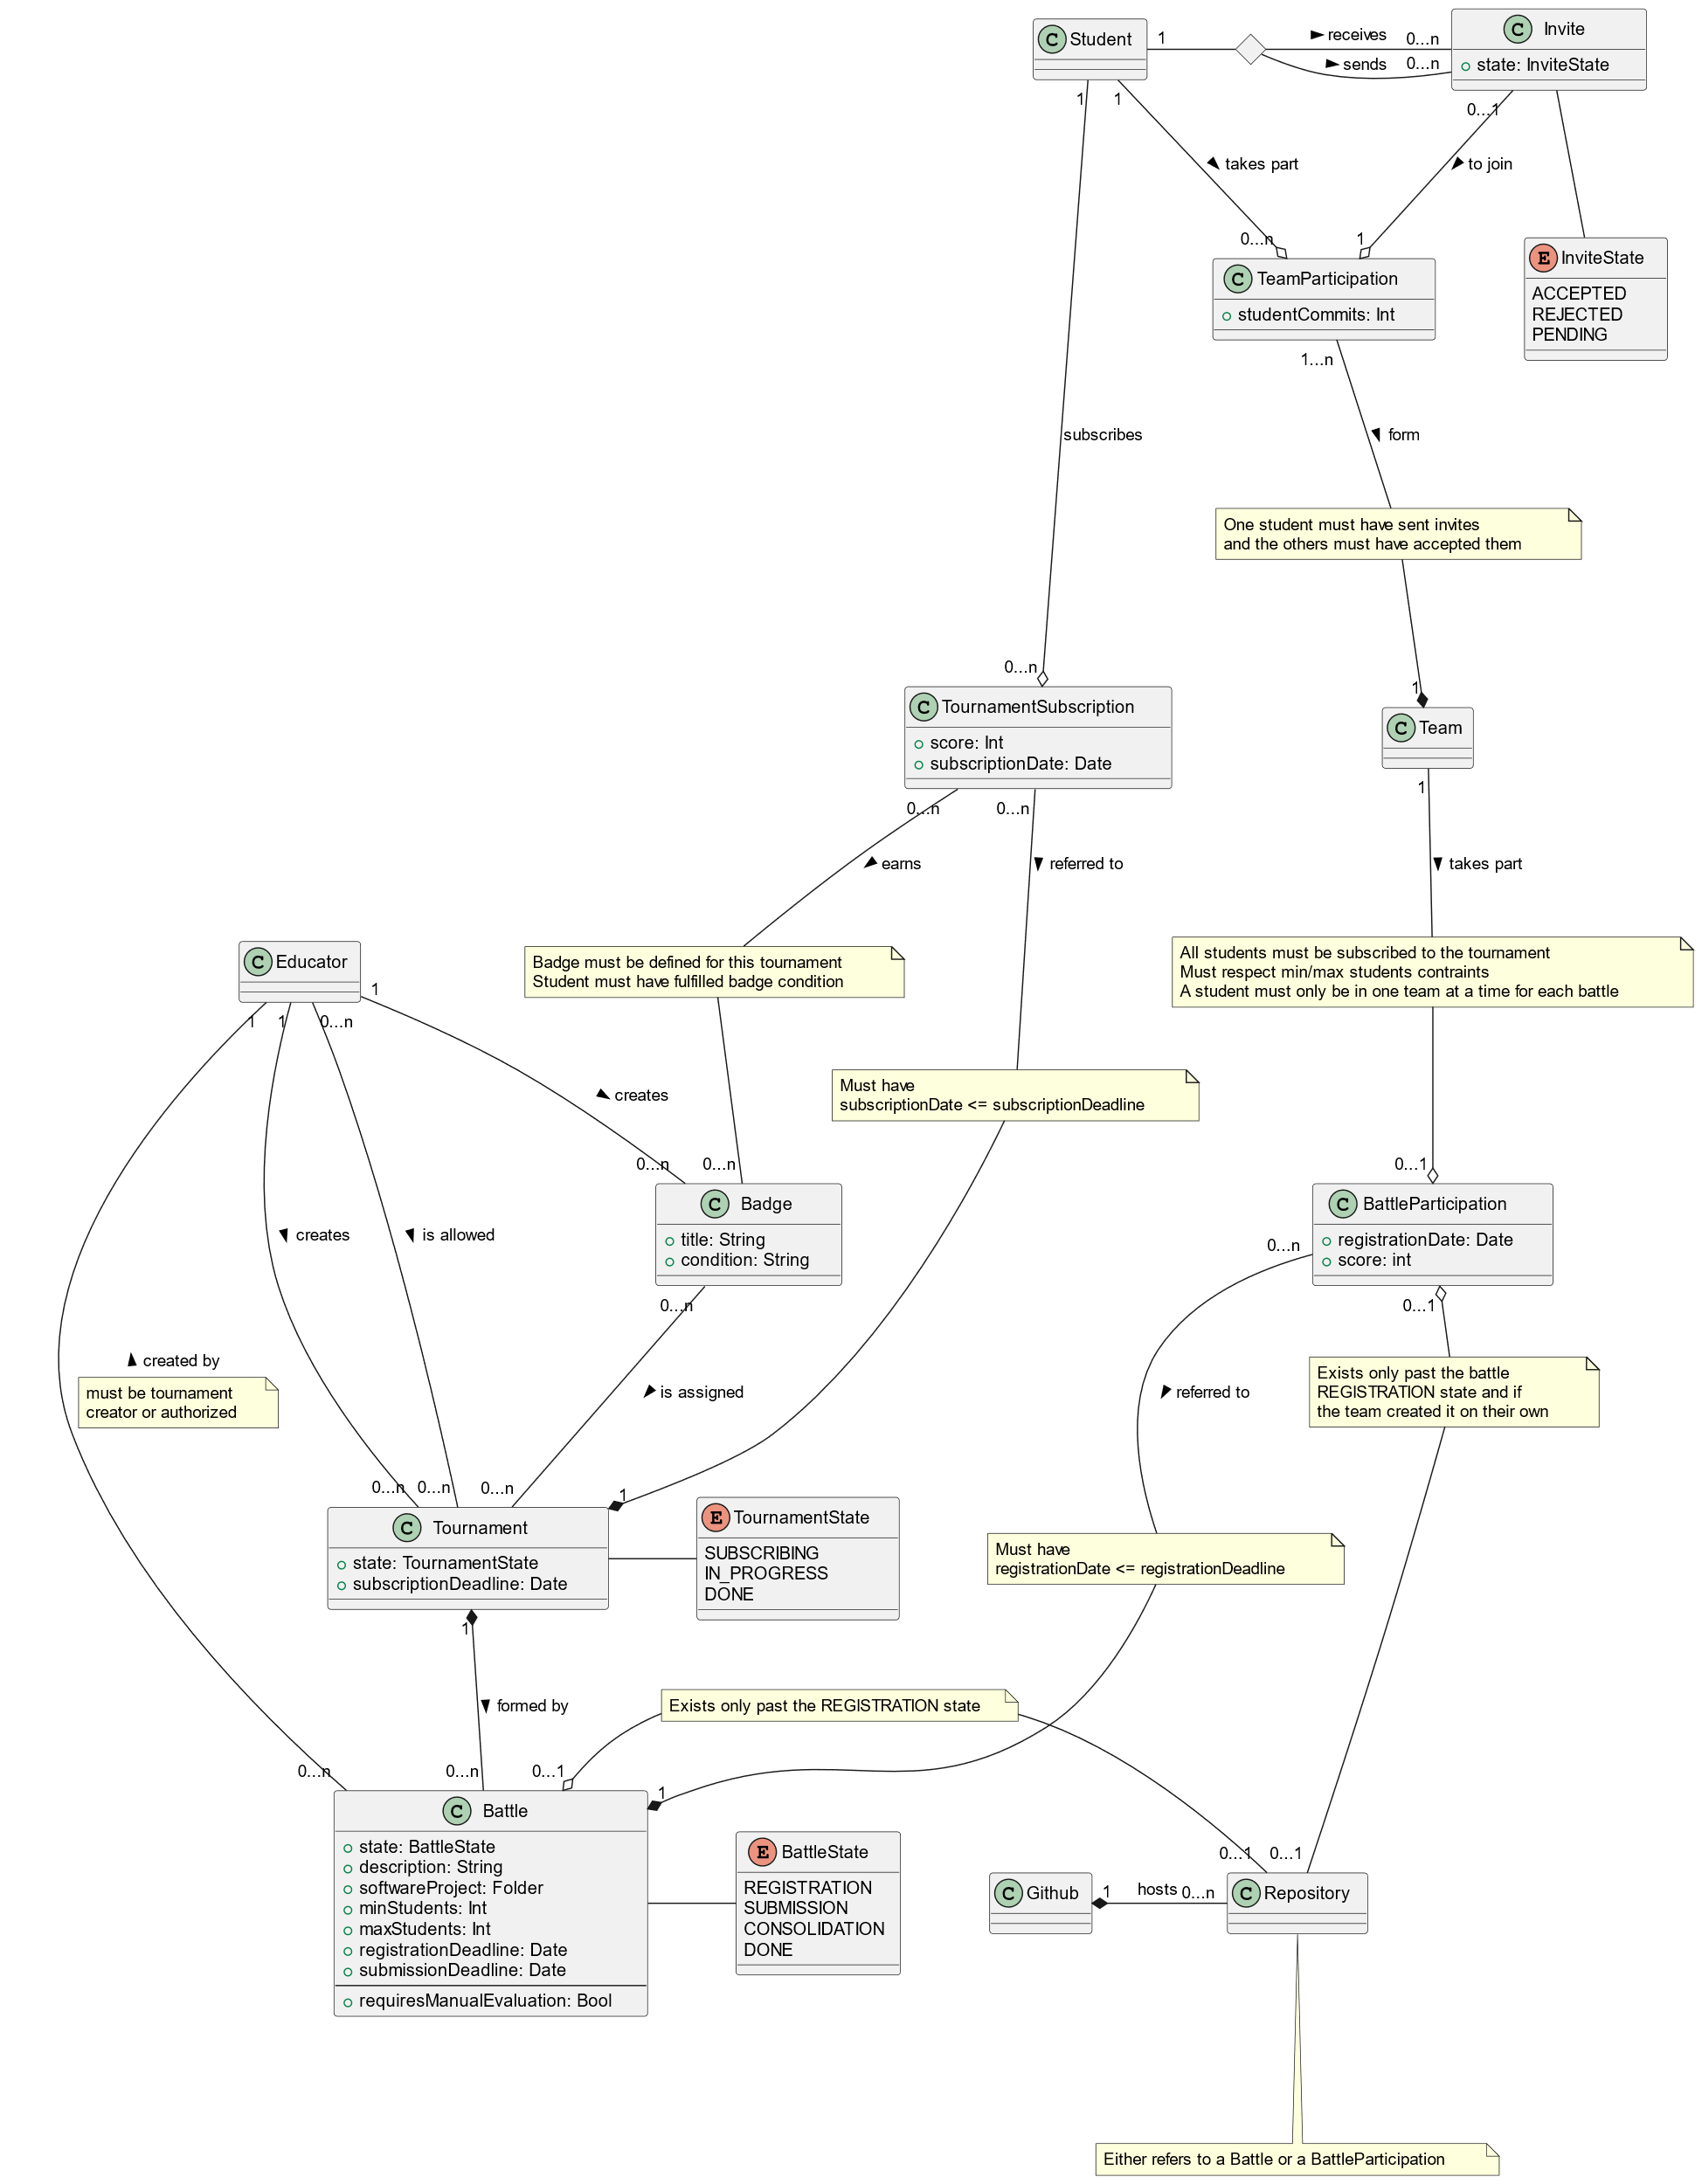 C Student
1
receives
0...n
sends
0...n
C Invite
state: InviteState
1
1
0...1
takes part
to join
0...n
1
C TeamParticipation
studentCommits: Int
E InviteState
ACCEPTED
REJECTED
PENDING
1...n
subscribes
form
One student must have sent invites
and the others must have accepted them
0...n
1
C TournamentSubscription
score: Int
subscriptionDate: Date
C Team
0...n
0...n
1
earns
referred to
takes part
C Educator
Badge must be defined for this tournament
Student must have fulfilled badge condition
All students must be subscribed to the tournament
Must respect min/max students contraints
A student must only be in one team at a time for each battle
1
1
1
0...n
creates
Must have
subscriptionDate <= subscriptionDeadline
0...n
0...n
0...1
C Badge
title: String
condition: String
C BattleParticipation
registrationDate: Date
score: int
creates
is allowed
0...n
0...n
0...1
created by
must be tournament
creator or authorized
is assigned
referred to
Exists only past the battle
REGISTRATION state and if
the team created it on their own
0...n
0...n
0...n
1
C Tournament
state: TournamentState
subscriptionDeadline: Date
E TournamentState
SUBSCRIBING
IN_PROGRESS
DONE
Must have
registrationDate <= registrationDeadline
1
formed by
Exists only past the REGISTRATION state
0...n
0...n
0...1
1
C Battle
state: BattleState
description: String
softwareProject: Folder
minStudents: Int
maxStudents: Int
registrationDeadline: Date
submissionDeadline: Date
requiresManualEvaluation: Bool
E BattleState
REGISTRATION
SUBMISSION
CONSOLIDATION
DONE
0...1
0...1
C Github
1
hosts
0...n
C Repository
Either refers to a Battle or a BattleParticipation